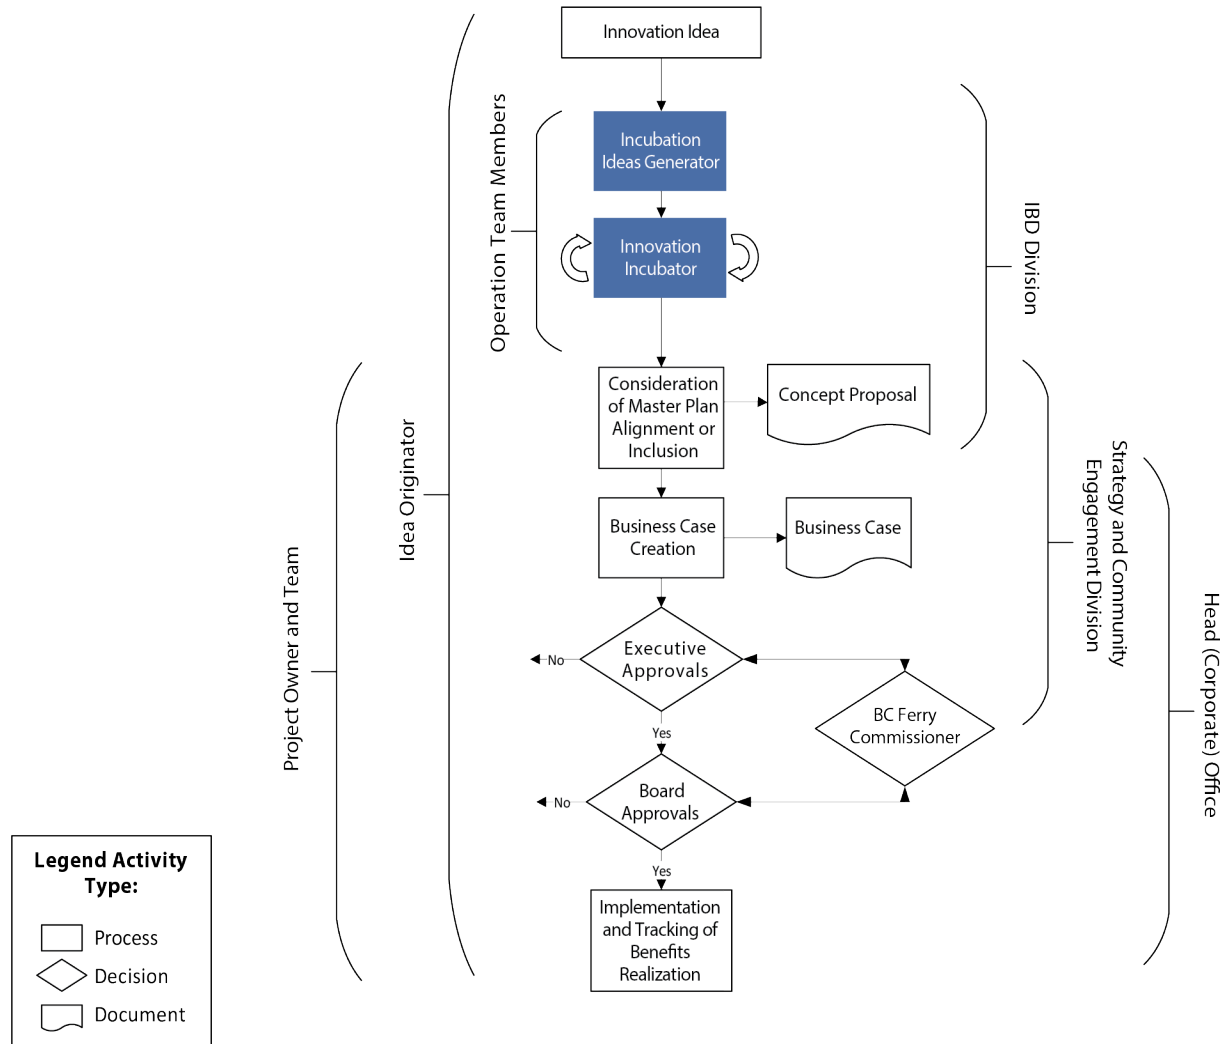 Innovation Idea
Incubation
Ideas Generator
Innovation
Incubator
Operation Team Members
IBD Division
Consideration
of Master Plan
Alignment or
Inclusion
Concept Proposal
Idea Originator
Strategy and Community
Engagement Division
Business Case
Creation
Business Case
Project Owner and Team
Head (Corporate) Office
Executive
Approvals
No
Yes
BC Ferry
Commissioner
Board
Approvals
No
Yes
Implementation
and Tracking of
Benefits
Realization
Legend Activity
Type:
Process
Decision
Document